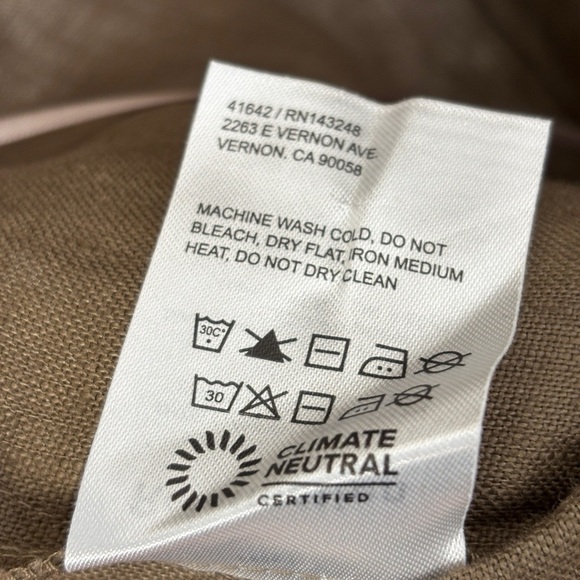 41642 / RN143248
2263 E VERNON AVE
VERNON, CA 90058
MACHINE WASH COLD, DO NOT
BLEACH, DRY FLAT, IRON MEDIUM
HEAT, DO NOT DRY CLEAN
30C°
30
CLIMATE
NEUTRAL
CERTIFIED